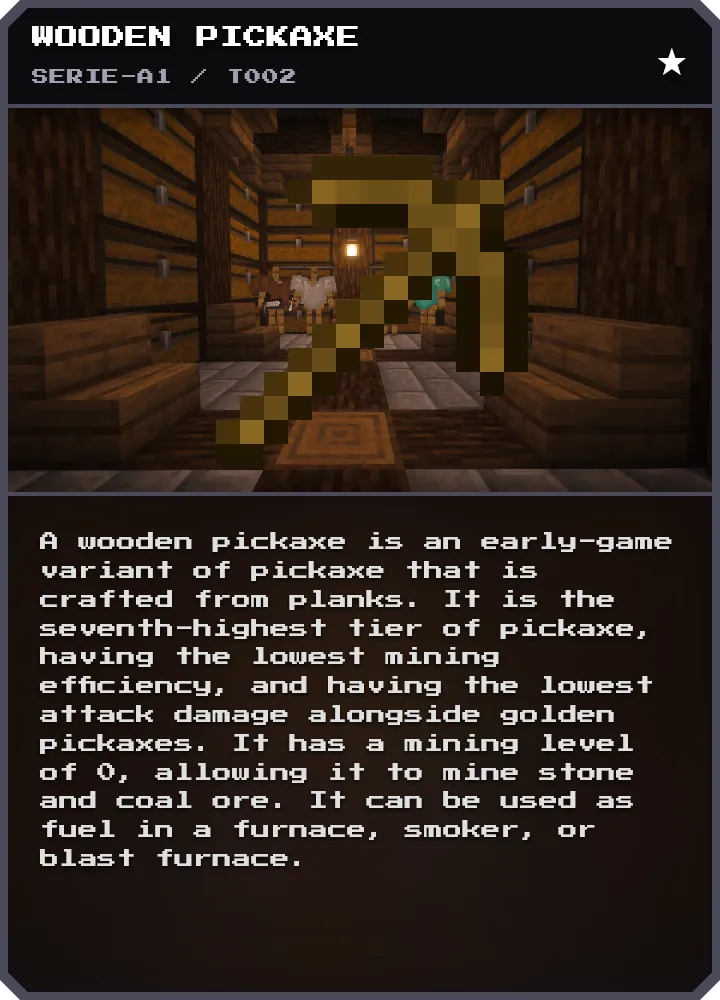 WOODEN PICKAXE
SERIE-A1 / T002
A wooden pickaxe is an early-game
variant of pickaxe that is
crafted from planks. It is the
seventh-highest tier of pickaxe,
having the lowest mining
efficiency, and having the lowest
attack damage alongside golden
pickaxes. It has a mining level
of 0, allowing it to mine stone
and coal ore. It can be used as
fuel in a furnace, smoker, or
blast furnace.